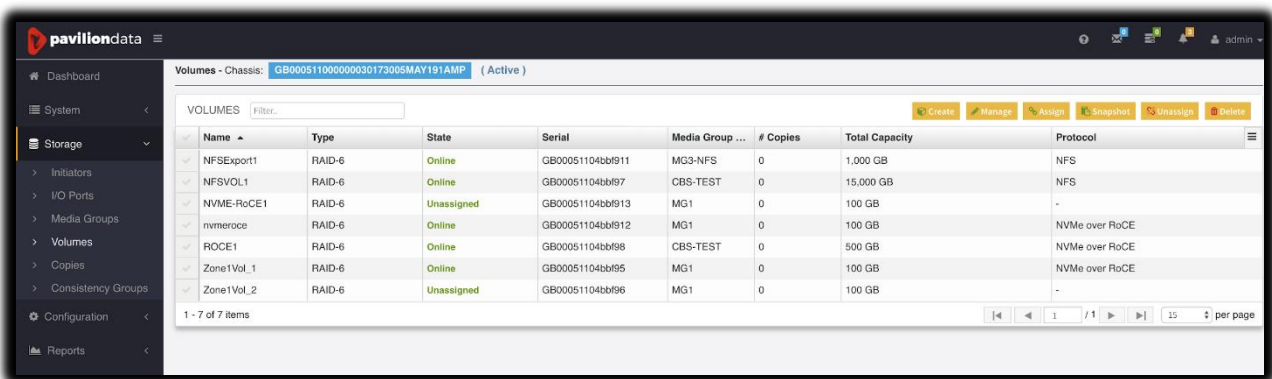 paviliondata
0 0 3 admin
Dashboard
System
Storage
Initiators
I/O Ports
Media Groups
Volumes
Copies
Consistency Groups
Configuration
Reports
Volumes - Chassis: GB00051100000030173005MAY191AMP ( Active )
VOLUMES Filter.. Create Manage Assign Snapshot Unassign Delete
Name Type State Serial Media Group ... # Copies Total Capacity Protocol
NFSExport1 RAID-6 Online GB00051104bbf911 MG3-NFS 0 1,000 GB NFS
NFSVOL1 RAID-6 Online GB00051104bbf97 CBS-TEST 0 15,000 GB NFS
NVME-RoCE1 RAID-6 Unassigned GB00051104bbf913 MG1 0 100 GB -
nvmeroce RAID-6 Online GB00051104bbf912 MG1 0 100 GB NVMe over RoCE
ROCE1 RAID-6 Online GB00051104bbf98 CBS-TEST 0 500 GB NVMe over RoCE
Zone1Vol_1 RAID-6 Online GB00051104bbf95 MG1 0 100 GB NVMe over RoCE
Zone1Vol_2 RAID-6 Unassigned GB00051104bbf96 MG1 0 100 GB -
1 - 7 of 7 items 1 / 1 15 per page